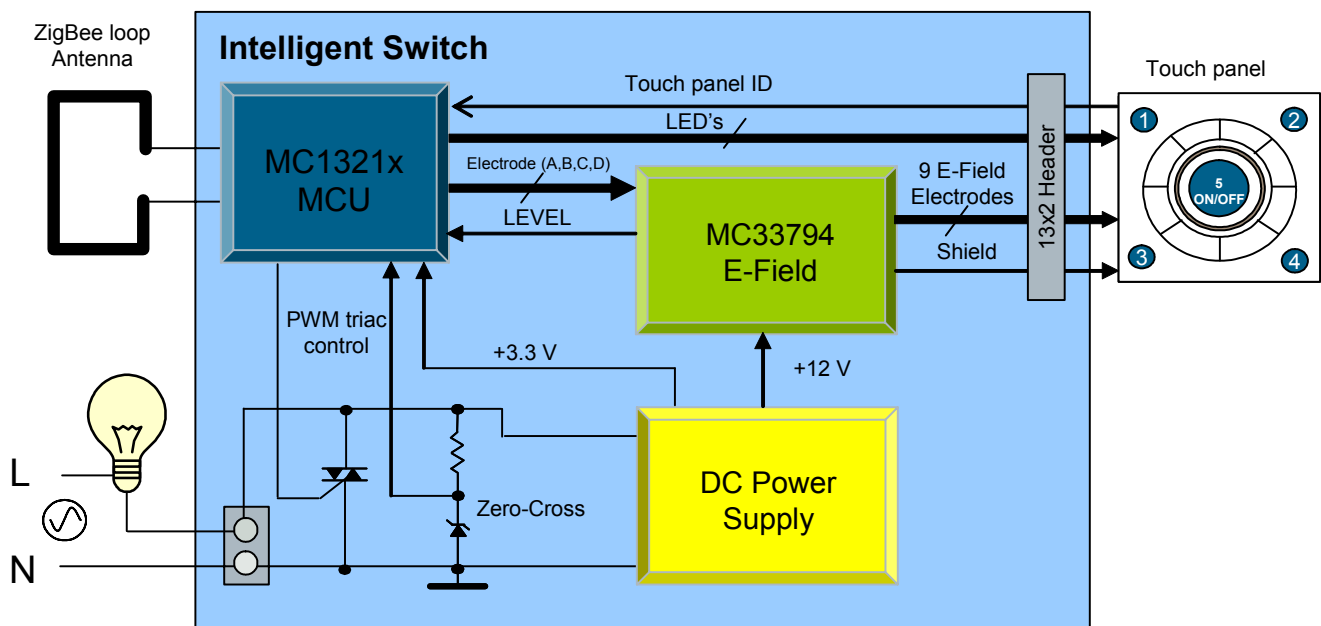 ZigBee loop
Antenna
Intelligent Switch
Touch panel
Touch panel ID
LED's
MC1321x
MCU
Electrode (A,B,C,D)
LEVEL
MC33794
E-Field
9 E-Field
Electrodes
Shield
13x2 Header
1
2
5
ON/OFF
3
4
PWM triac
control
+3.3 V
+12 V
L
N
Zero-Cross
DC Power
Supply